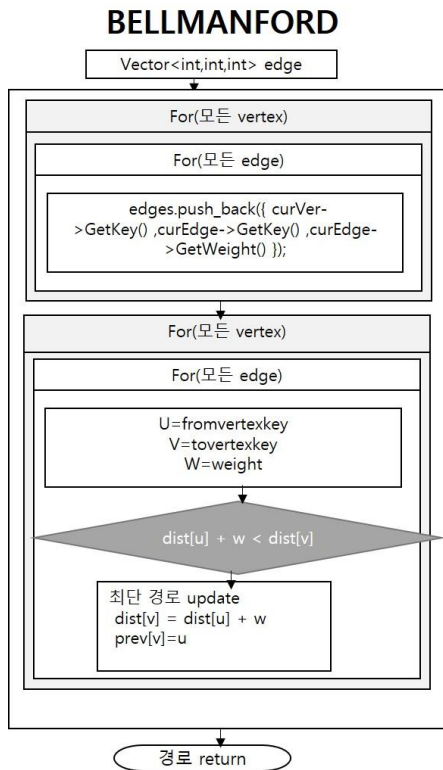 BELLMANFORD
Vector<int,int,int> edge
For(모든 vertex)
For(모든 edge)
edges.push_back({ curVer-
>GetKey() ,curEdge->GetKey() ,curEdge-
>GetWeight() });
For(모든 vertex)
For(모든 edge)
U=fromvertexkey
V=tovertexkey
W=weight
dist[u] + w < dist[v]
최단 경로 update
dist[v] = dist[u] + w
prev[v]=u
경로 return